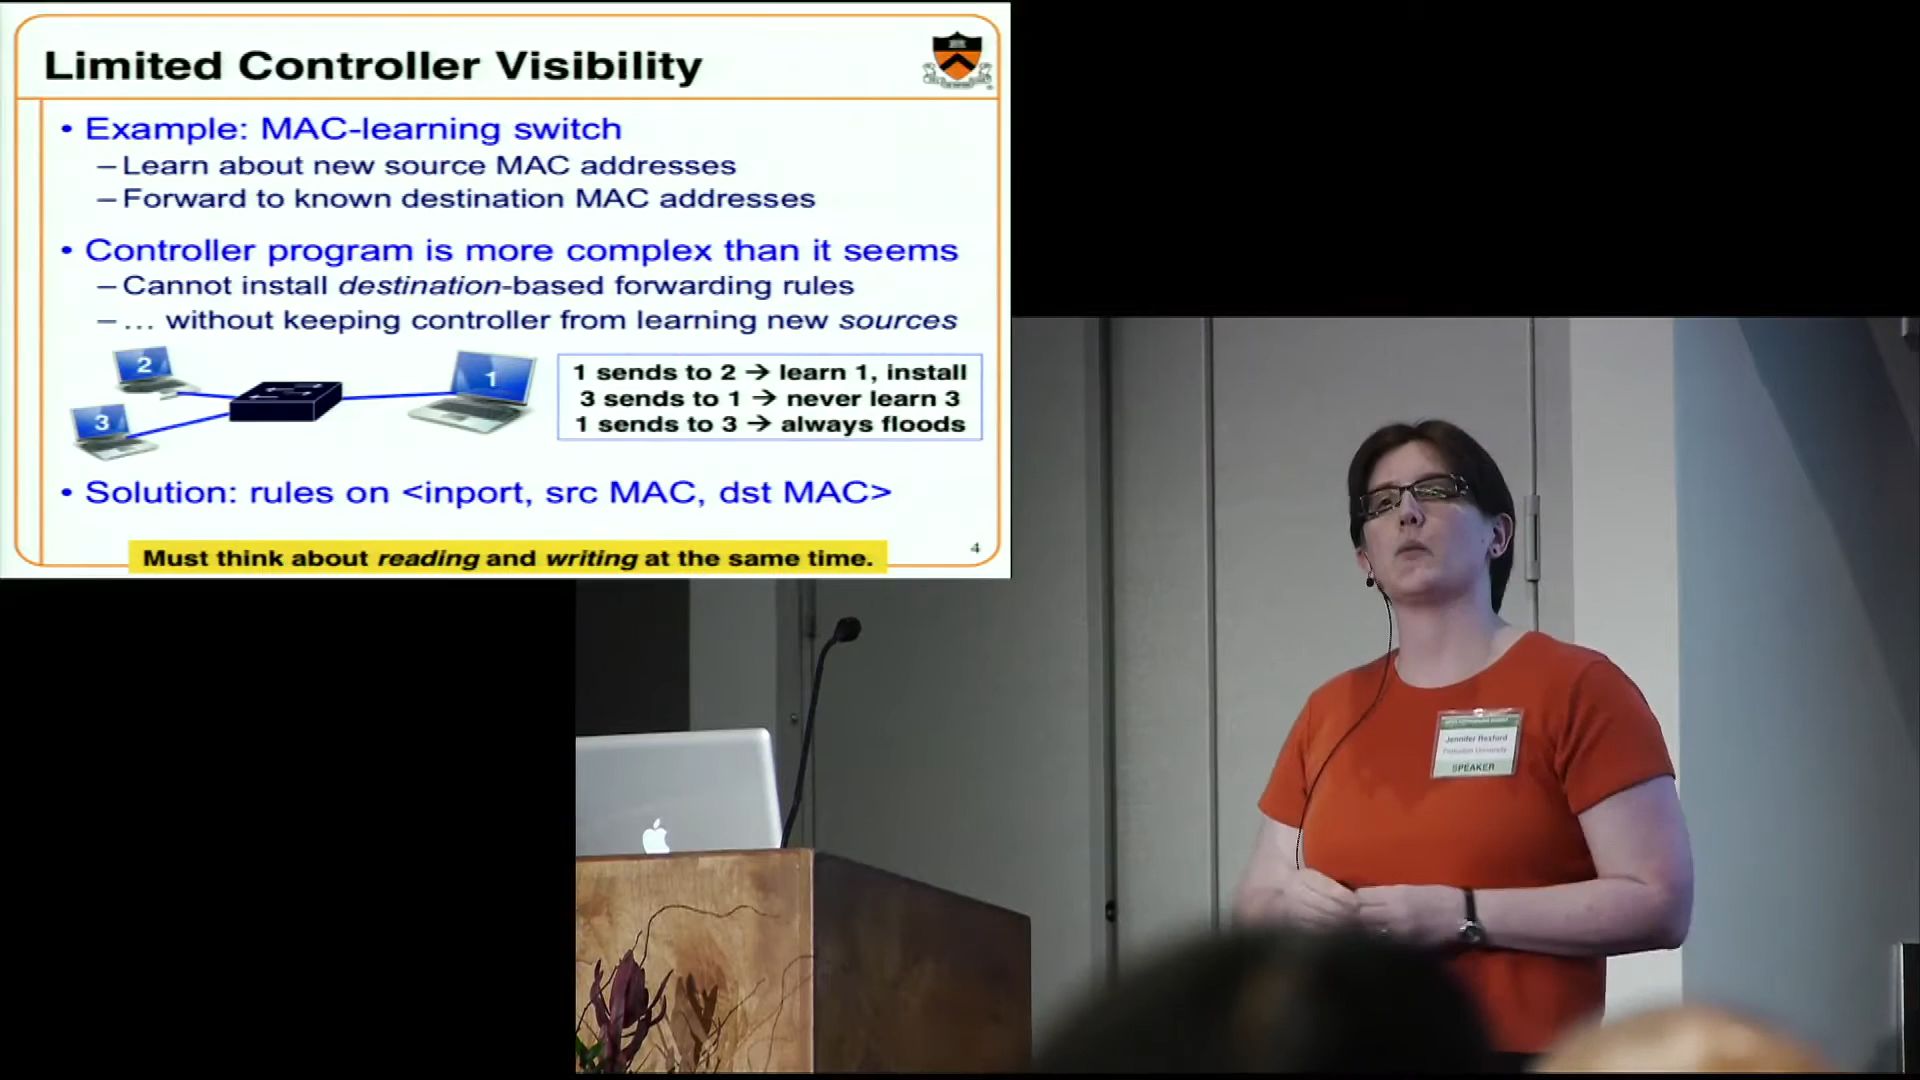 Limited Controller Visibility
• Example: MAC-learning switch
– Learn about new source MAC addresses
– Forward to known destination MAC addresses
• Controller program is more complex than it seems
– Cannot install destination-based forwarding rules
– … without keeping controller from learning new sources
2
1
3
1 sends to 2 → learn 1, install
3 sends to 1 → never learn 3
1 sends to 3 → always floods
• Solution: rules on <inport, src MAC, dst MAC>
Must think about reading and writing at the same time.
4
Jennifer Rexford
Princeton University
SPEAKER